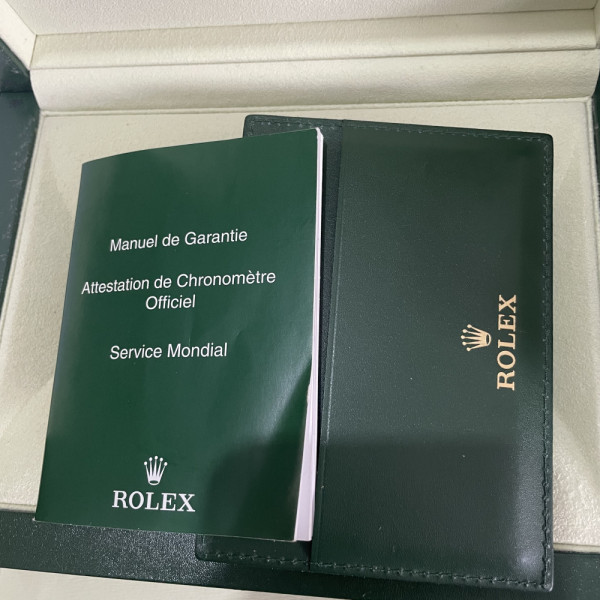 Manuel de Garantie
Attestation de Chronomètre
Officiel
Service Mondial
ROLEX
ROLEX